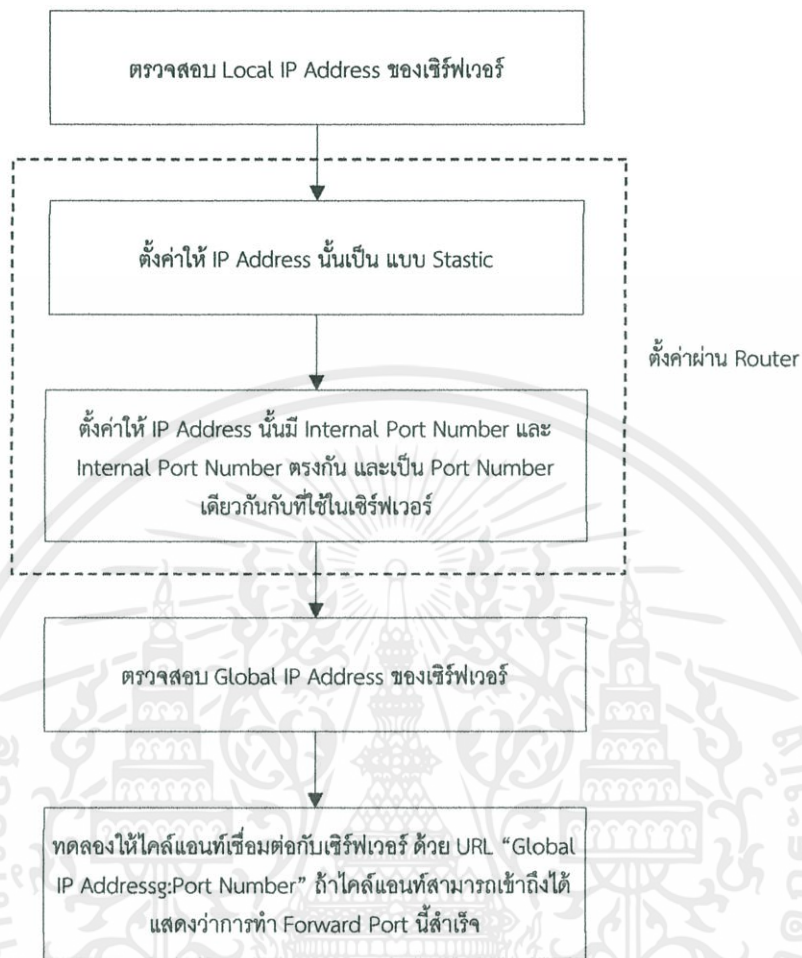 ตรวจสอบ Local IP Address ของเซิร์ฟเวอร์
ตั้งค่าให้ IP Address นั้นเป็น แบบ Stastic
ตั้งค่าผ่าน Router
ตั้งค่าให้ IP Address นั้นมี Internal Port Number และ
Internal Port Number ตรงกัน และเป็น Port Number
เดียวกันกับที่ใช้ในเซิร์ฟเวอร์
ตรวจสอบ Global IP Address ของเซิร์ฟเวอร์
ทดลองให้ไคล์แอนท์เชื่อมต่อกับเซิร์ฟเวอร์ ด้วย URL “Global
IP Addressg:Port Number” ถ้าไคล์แอนท์สามารถเข้าถึงได้
แสดงว่าการทำ Forward Port นี้สำเร็จ